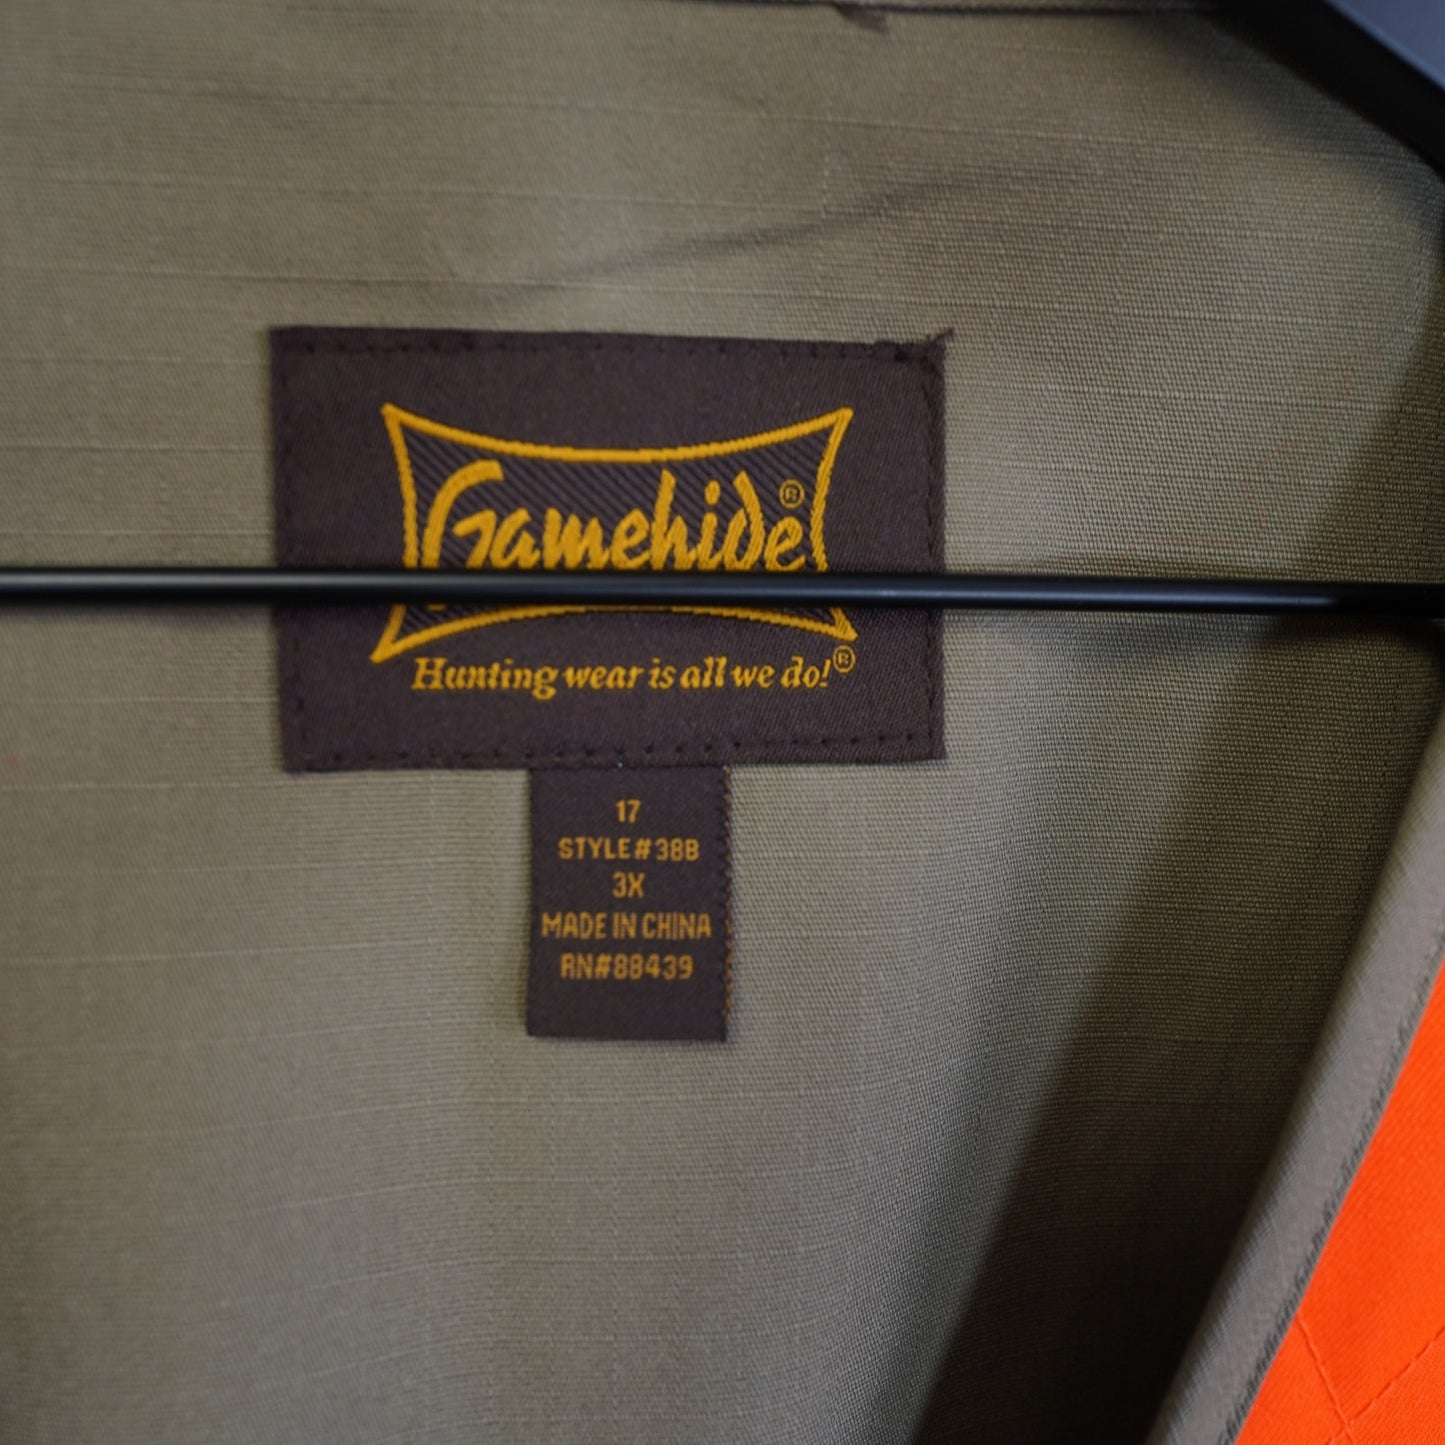 Gamehide®
Hunting wear is all we do!®
17
STYLE#38B
3X
MADE IN CHINA
RN#88439